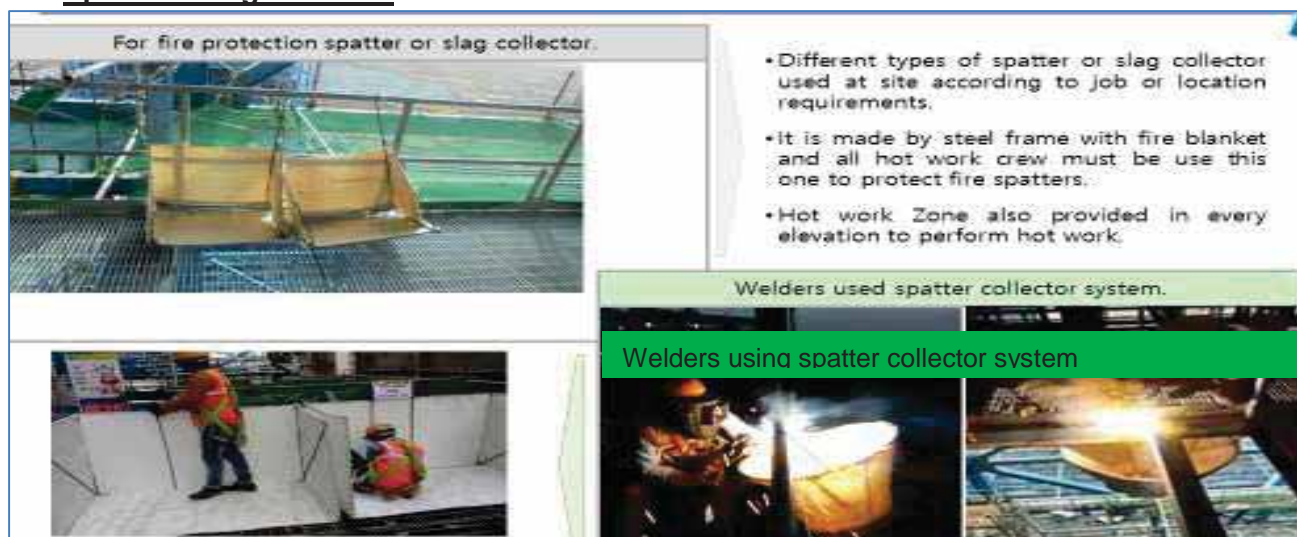 For fire protection spatter or slag collector.
• Different types of spatter or slag collector
used at site according to job or location
requirements.
• It is made by steel frame with fire blanket
and all hot work crew must be use this
one to protect fire spatters.
• Hot work Zone also provided in every
elevation to perform hot work.
Welders used spatter collector system.
Welders using spatter collector system